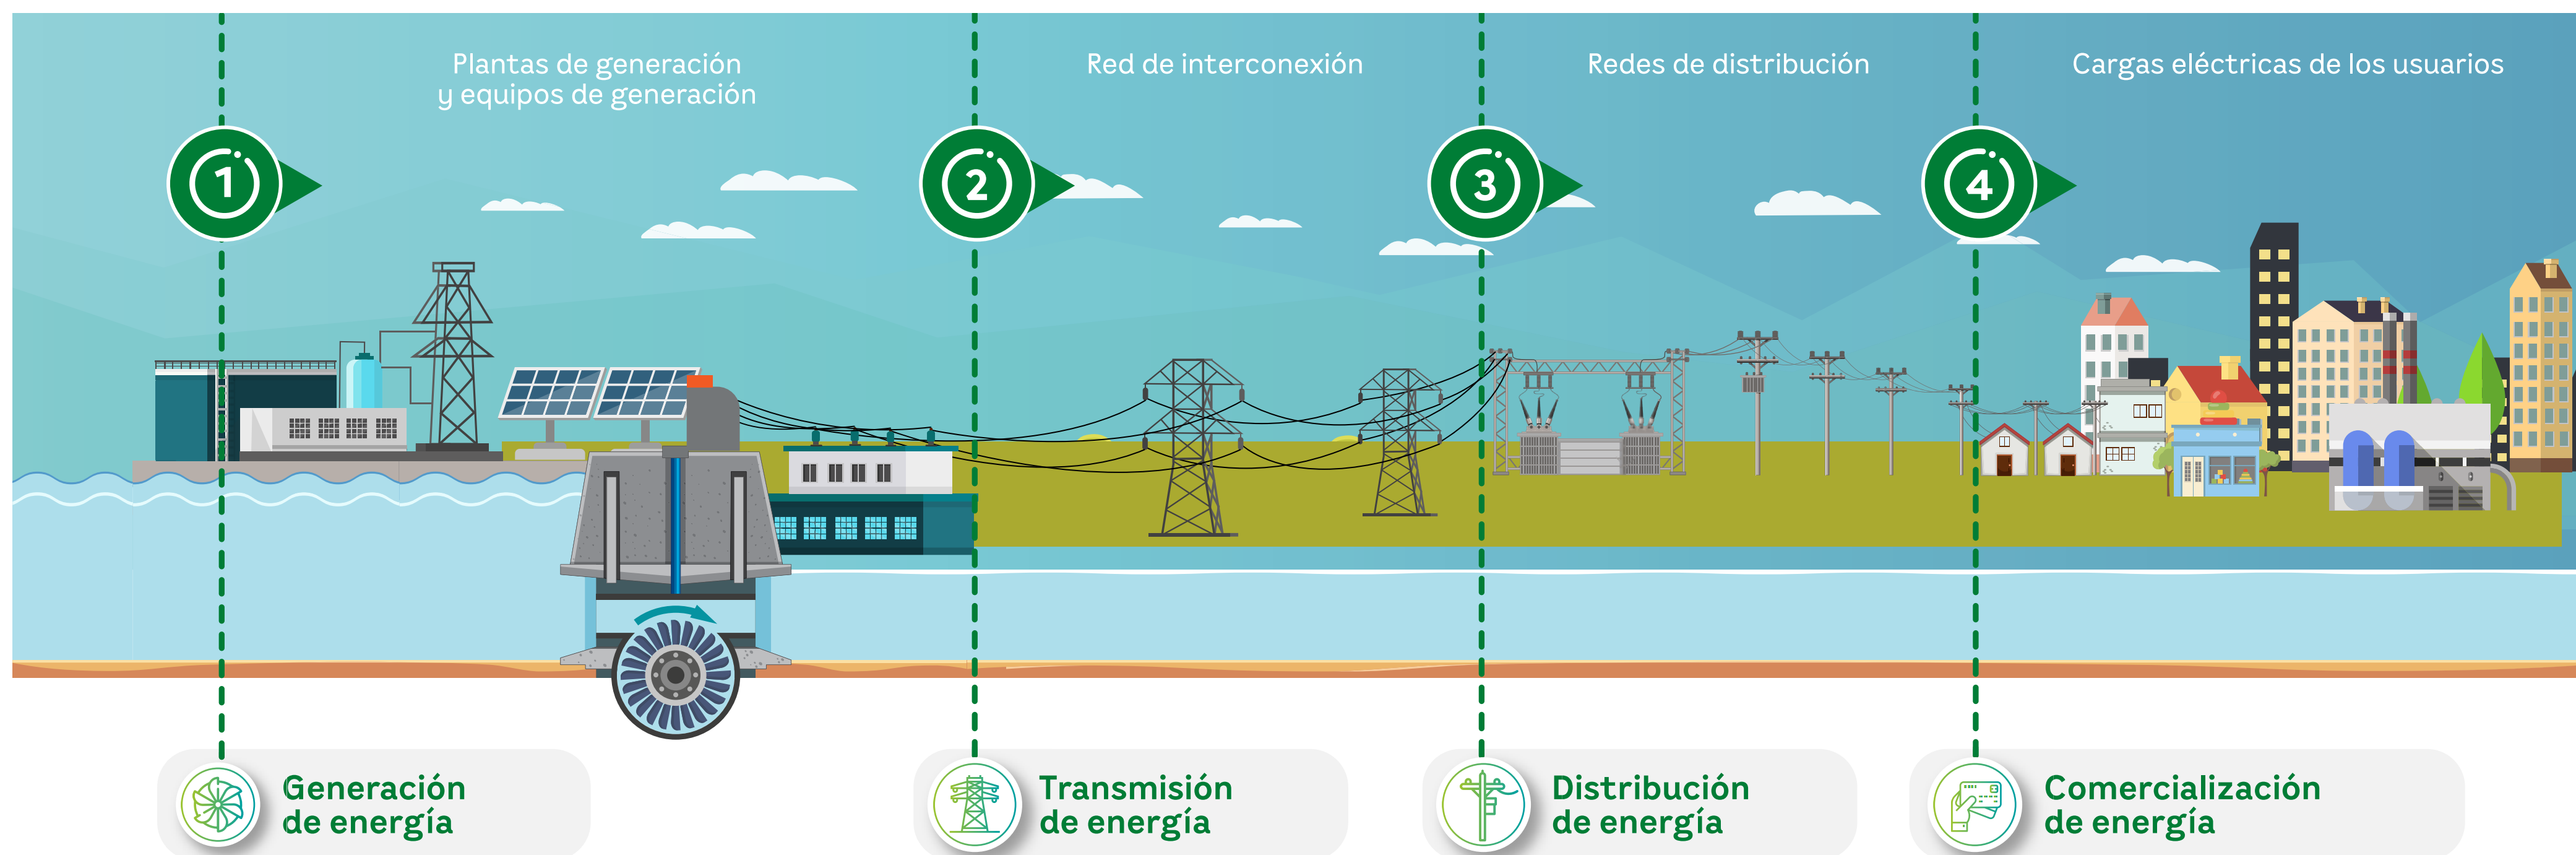 Plantas de generación
y equipos de generación
Red de interconexión
Redes de distribución
Cargas eléctricas de los usuarios
1
2
3
4
Generación
de energía
Transmisión
de energía
Distribución
de energía
Comercialización
de energía